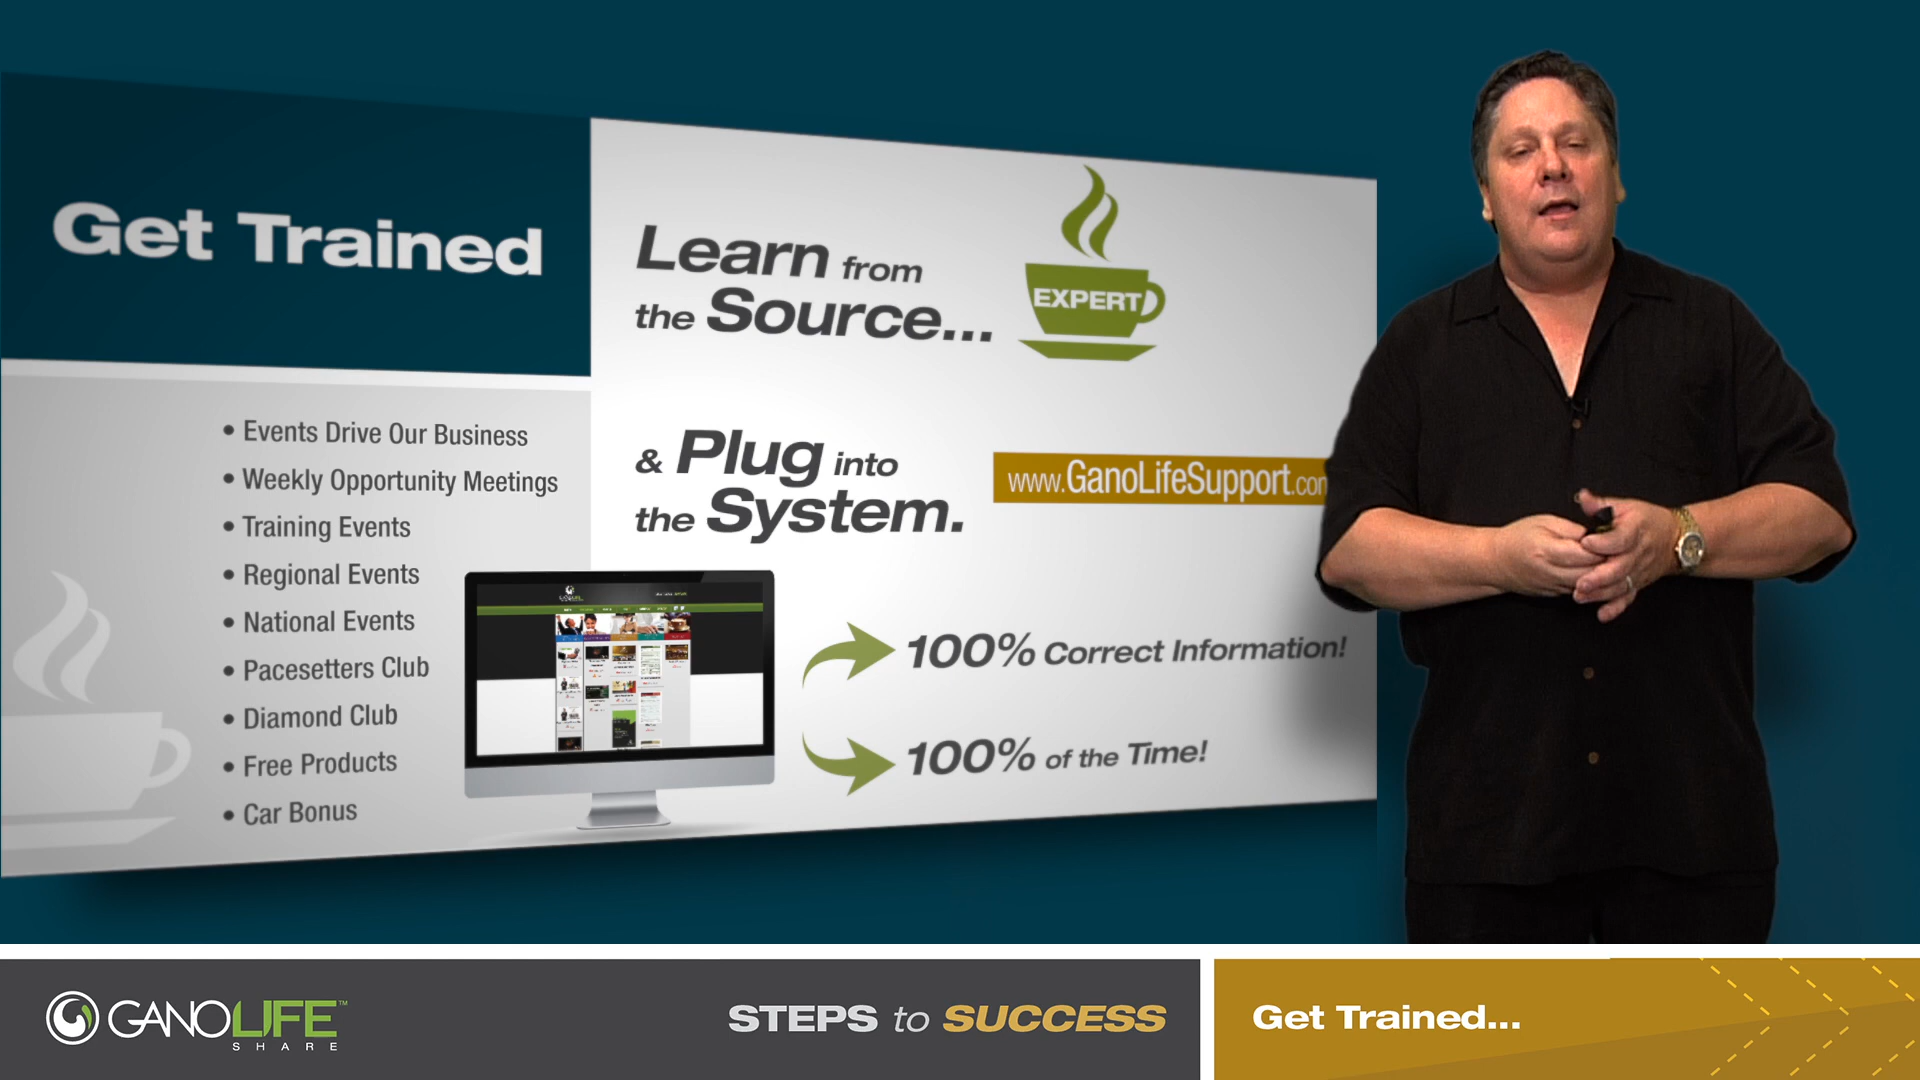 Get Trained
• Events Drive Our Business
• Weekly Opportunity Meetings
• Training Events
• Regional Events
• National Events
• Pacesetters Club
• Diamond Club
• Free Products
• Car Bonus
Learn from
the Source...
EXPERT
& Plug into
the System.
www.GanoLifeSupport.com
100% Correct Information!
100% of the Time!
GANOLIFE™
SHARE
STEPS to SUCCESS
Get Trained...